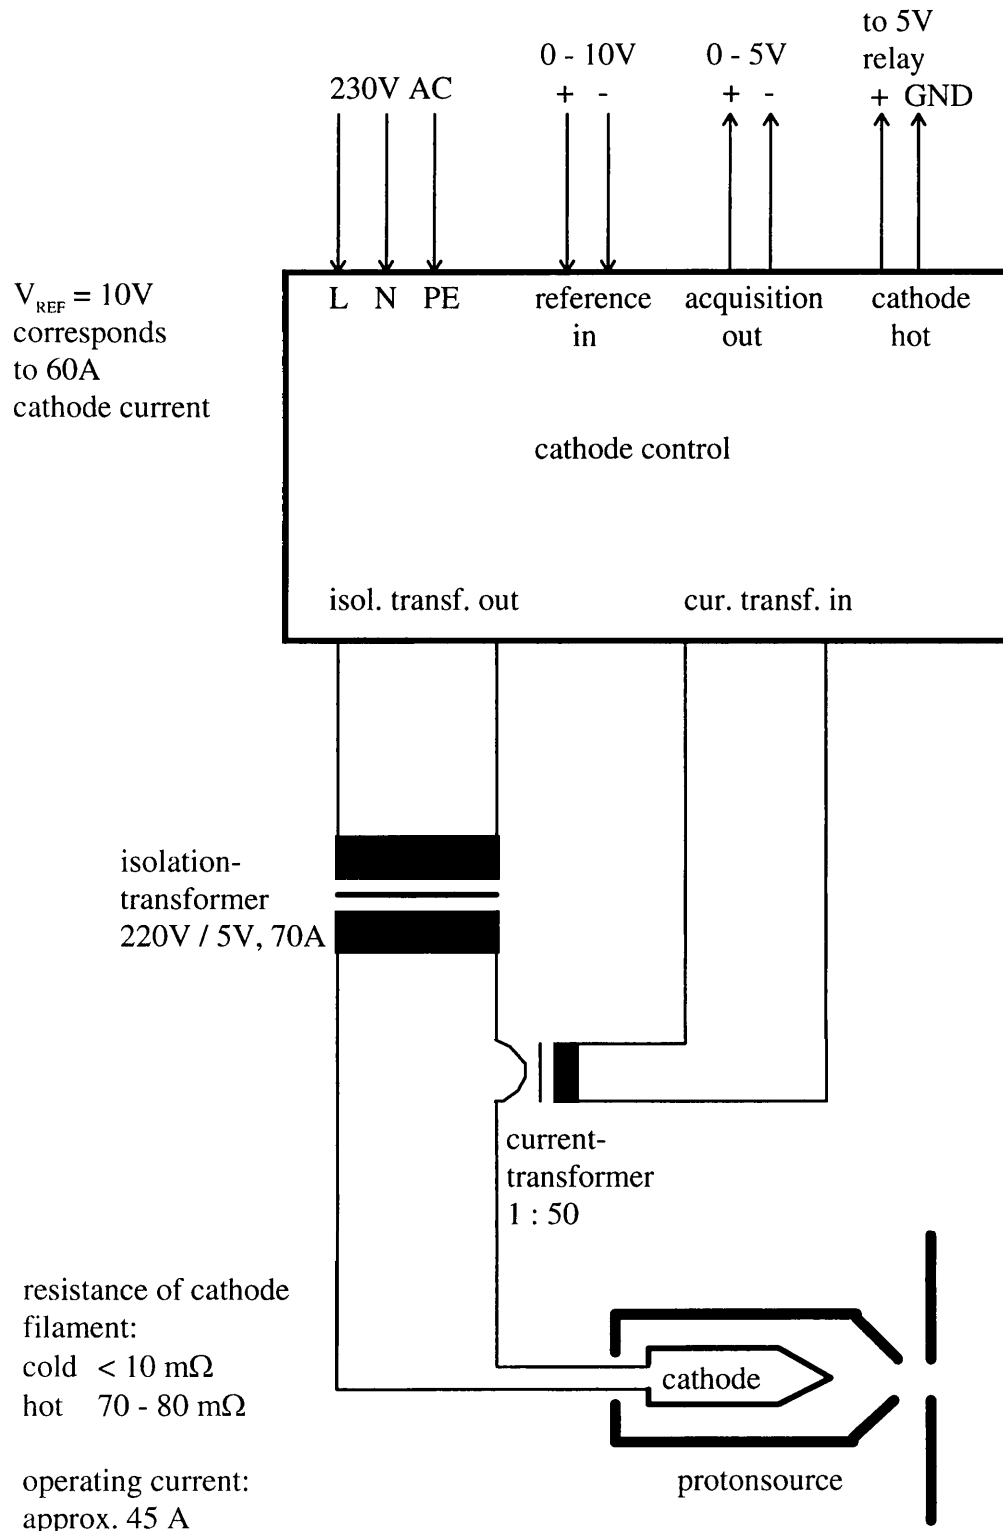 to 5V
relay
0 - 10V
0 - 5V
230V AC
+ -
+ -
+ GND
V_REF = 10V
corresponds
to 60A
cathode current
L N PE
reference
in
acquisition
out
cathode
hot
cathode control
isol. transf. out
cur. transf. in
isolation-
transformer
220V / 5V, 70A
current-
transformer
1 : 50
resistance of cathode
filament:
cold < 10 mΩ
hot 70 - 80 mΩ
cathode
protonsource
operating current:
approx. 45 A